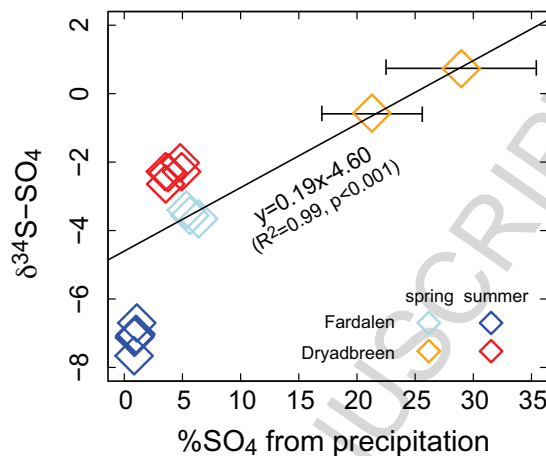 2
0
−2
−4
−6
−8
δ³⁴S−SO₄
y=0.19x-4.60
(R²=0.99, p<0.001)
spring summer
Fardalen
Dryadbreen
0 5 10 15 20 25 30 35
%SO₄ from precipitation